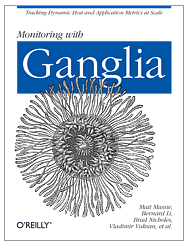 Tracking Dynamic Host and Application Metrics at Scale
Monitoring with
Ganglia
Matt Massie,
Bernard Li,
Brad Nicholes,
Vladimir Vuksan, et al.
O'REILLY®